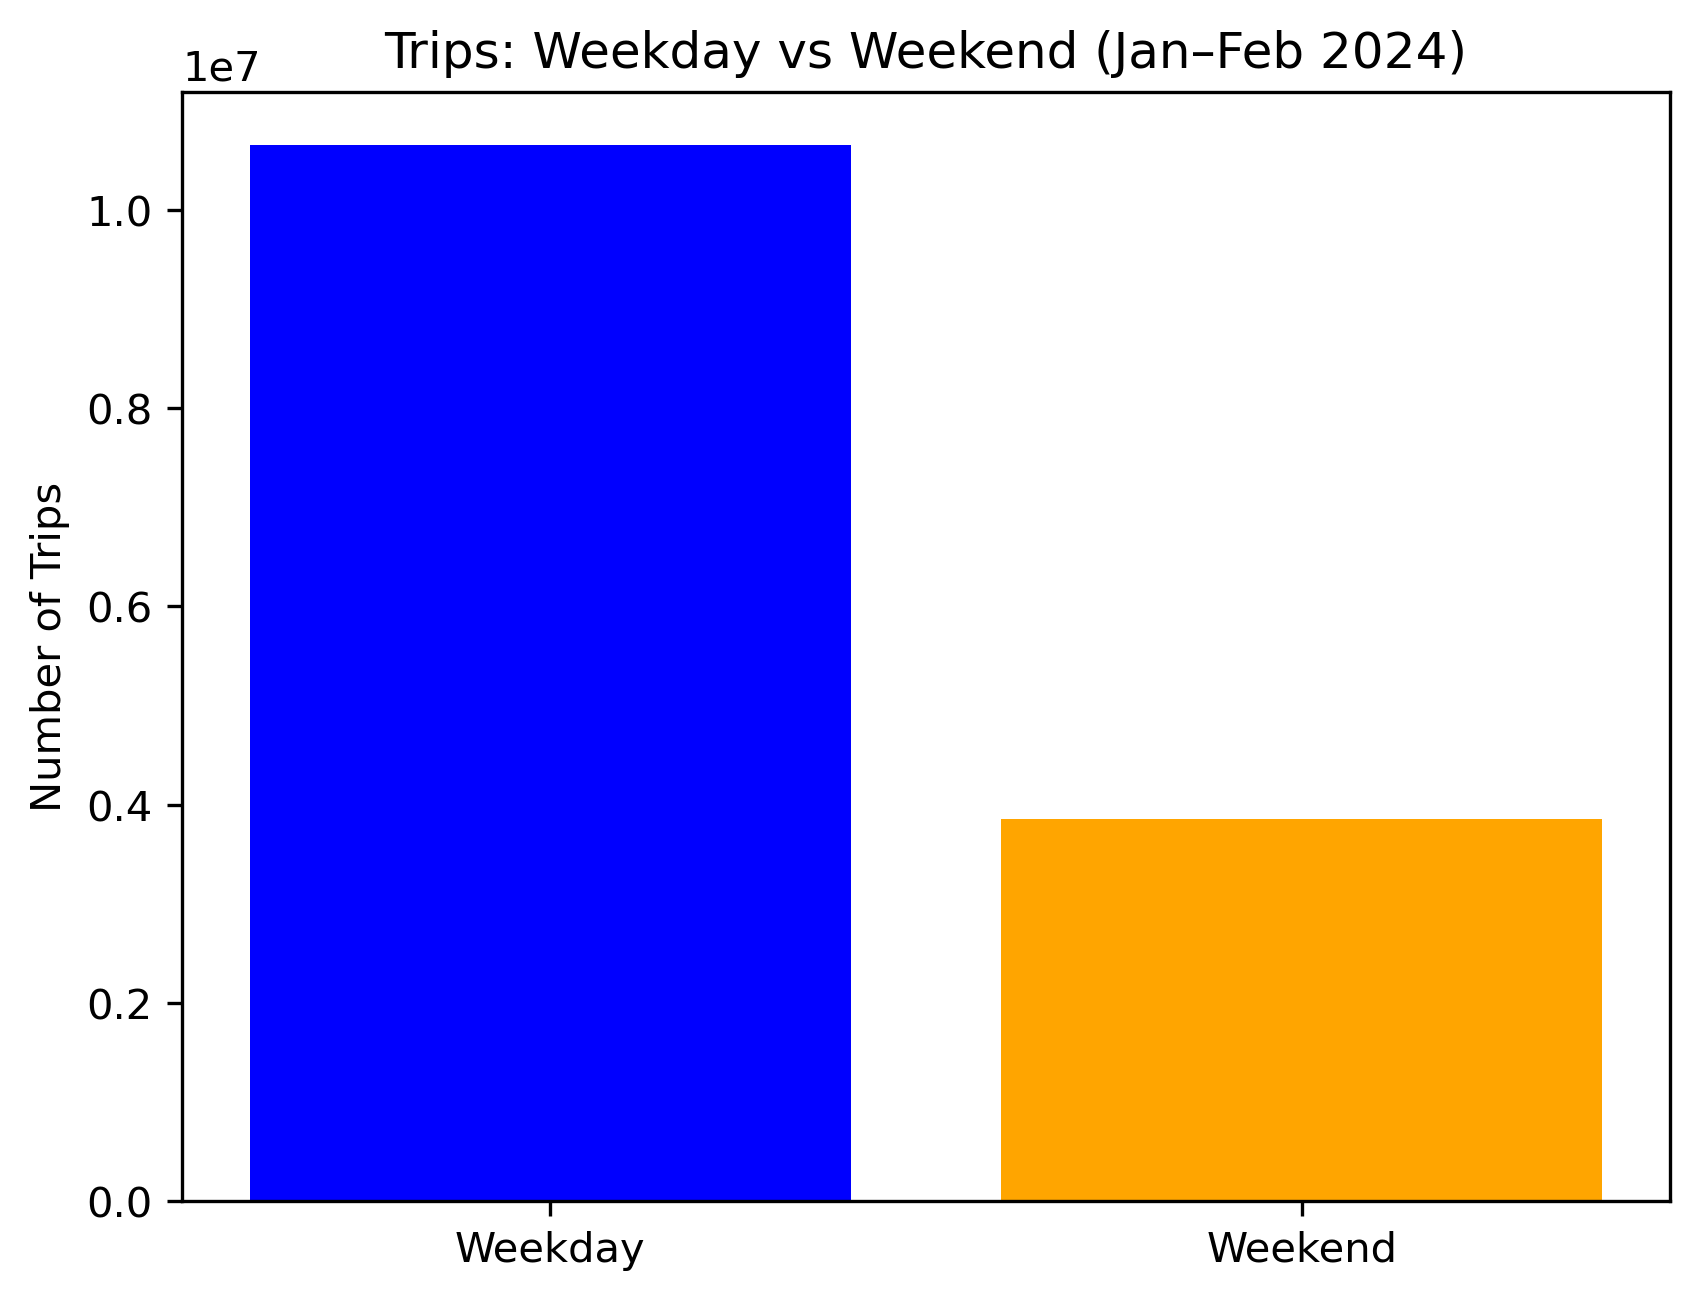 Trips: Weekday vs Weekend (Jan–Feb 2024)
1e7
1.0
0.8
0.6
0.4
0.2
0.0
Number of Trips
Weekday
Weekend